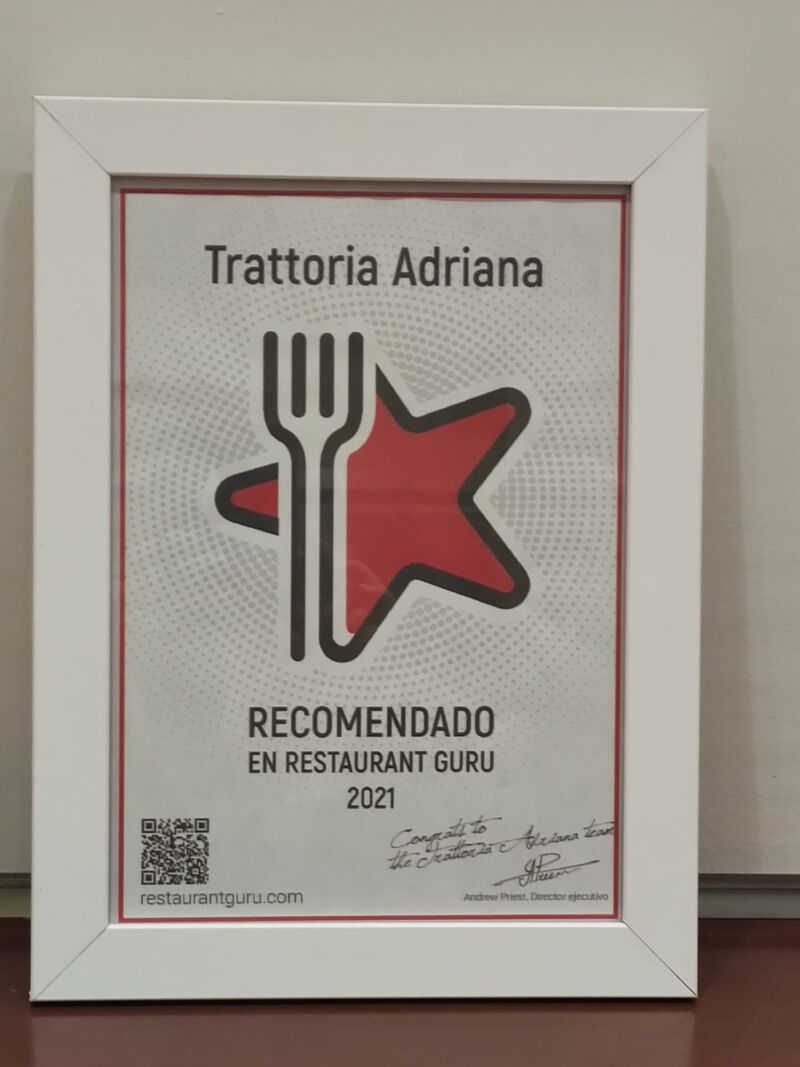 Trattoria Adriana
RECOMENDADO
EN RESTAURANT GURU
2021
Congrats to
the Trattoria Adriana team
restaurantguru.com
Andrew Priest, Director ejecutivo